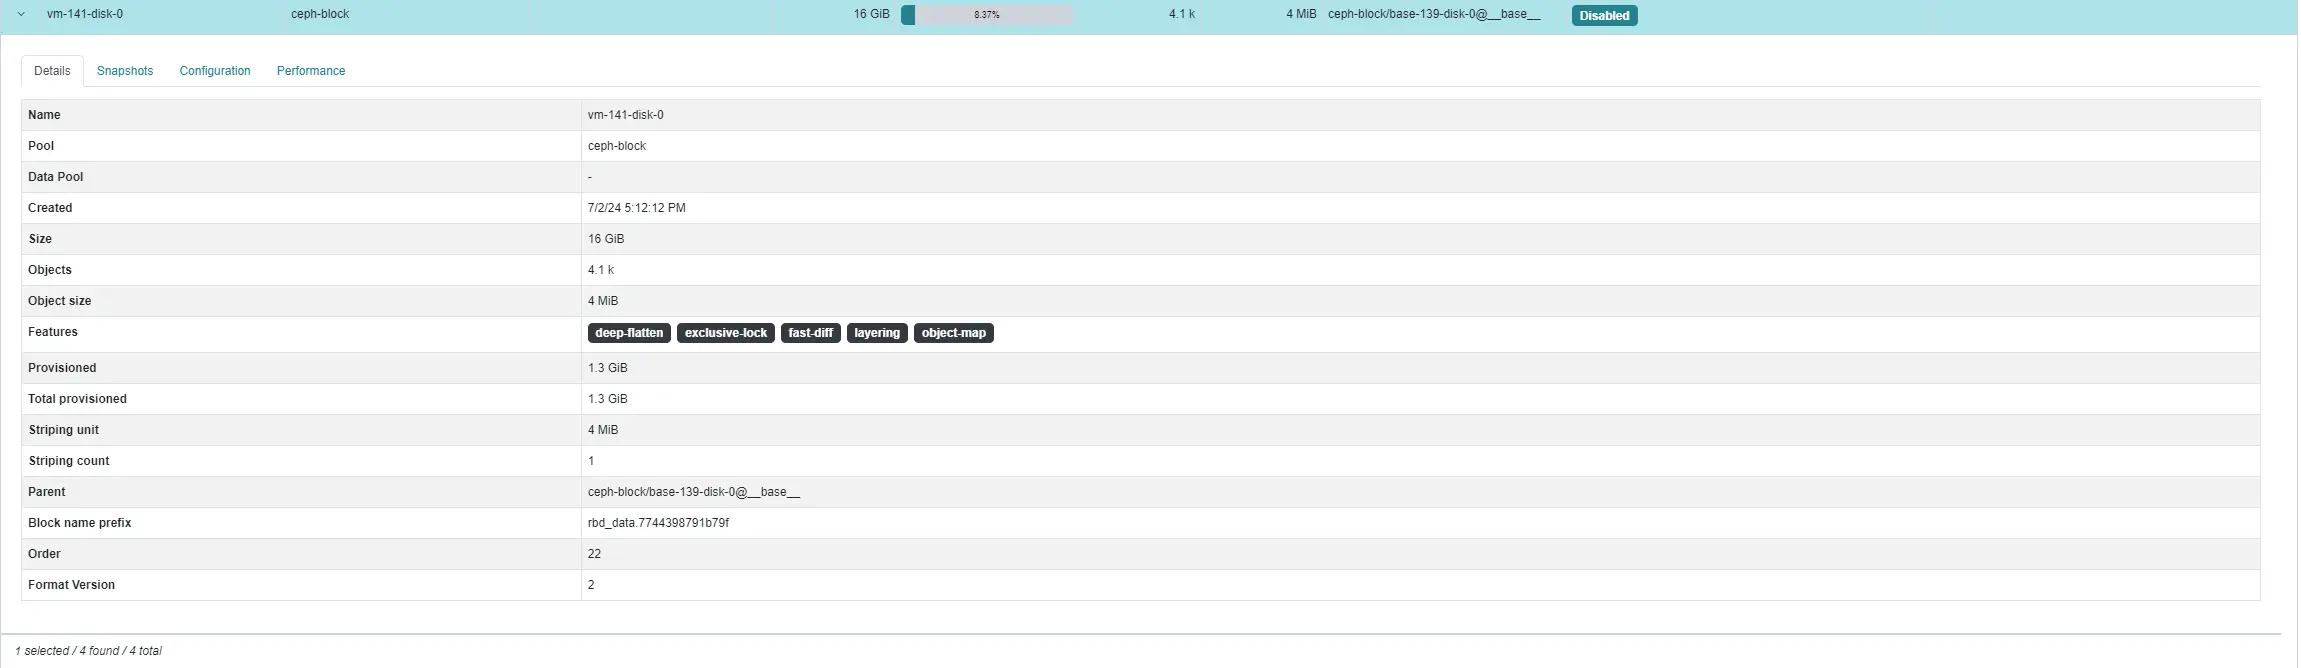 vm-141-disk-0 ceph-block 16 GiB 8.37% 4.1 k 4 MiB ceph-block/base-139-disk-0@__base__ Disabled
Details Snapshots Configuration Performance
Name vm-141-disk-0
Pool ceph-block
Data Pool -
Created 7/2/24 5:12:12 PM
Size 16 GiB
Objects 4.1 k
Object size 4 MiB
Features deep-flatten exclusive-lock fast-diff layering object-map
Provisioned 1.3 GiB
Total provisioned 1.3 GiB
Striping unit 4 MiB
Striping count 1
Parent ceph-block/base-139-disk-0@__base__
Block name prefix rbd_data.7744398791b79f
Order 22
Format Version 2
1 selected / 4 found / 4 total